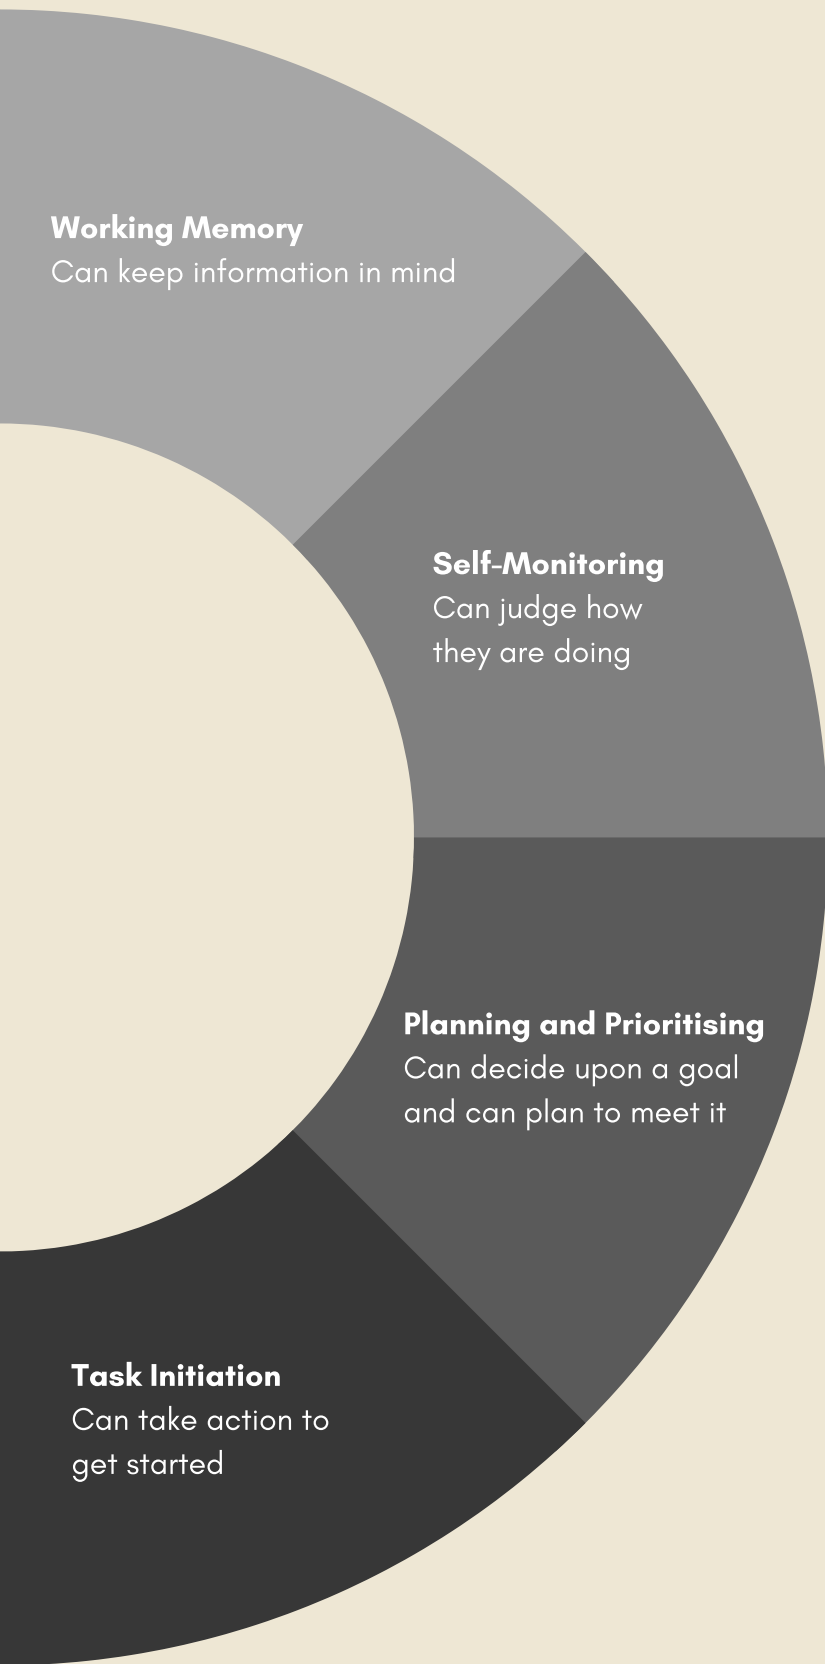 Working Memory
Can keep information in mind
Self-Monitoring
Can judge how
they are doing
Planning and Prioritising
Can decide upon a goal
and can plan to meet it
Task Initiation
Can take action to
get started